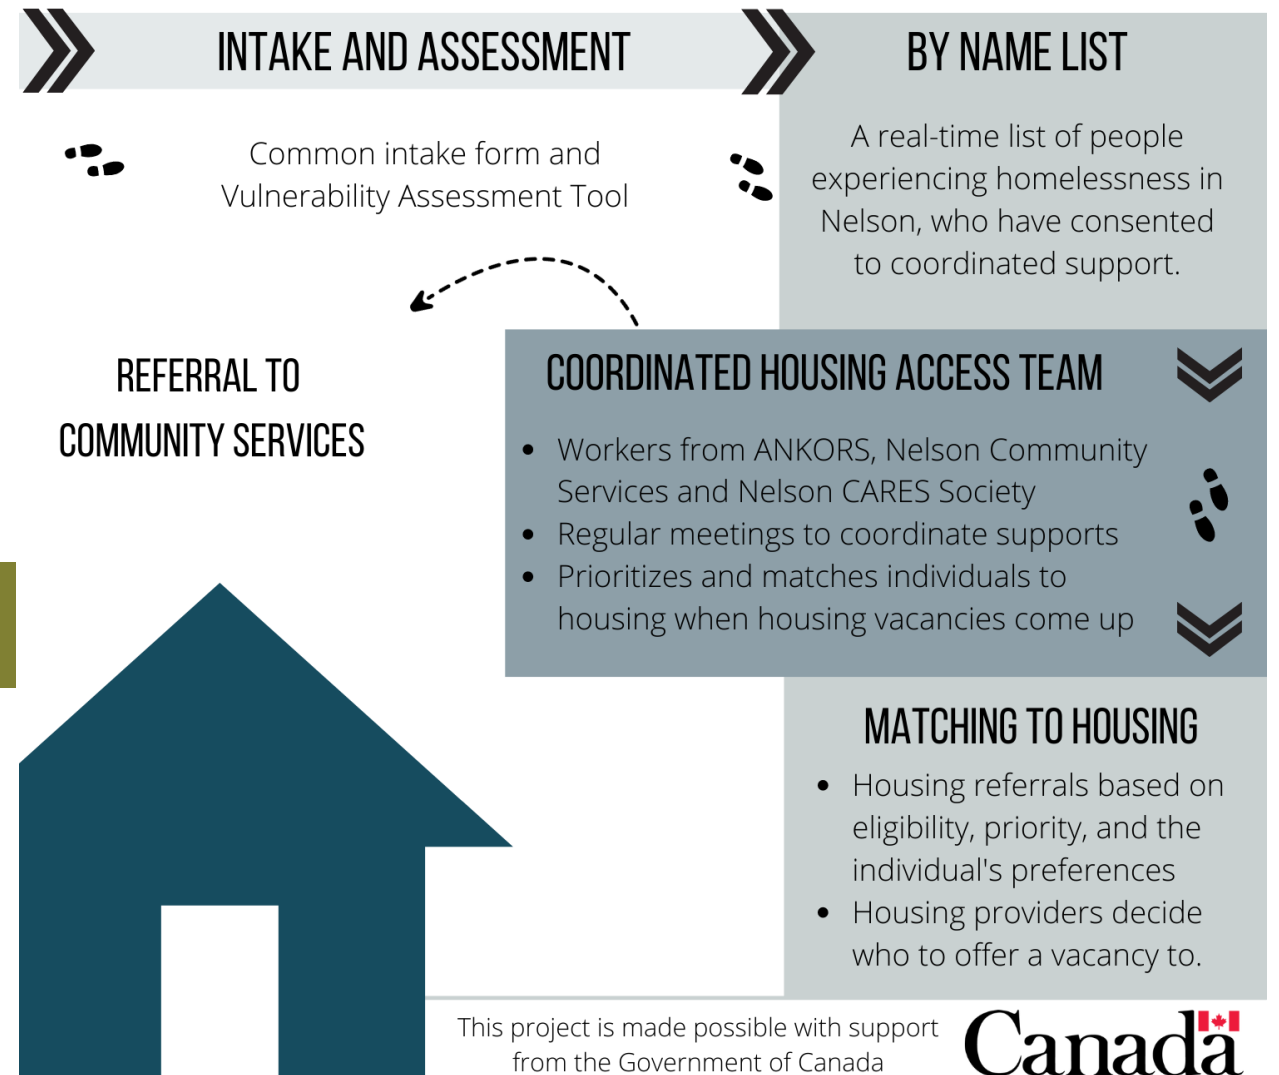 INTAKE AND ASSESSMENT
Common intake form and
Vulnerability Assessment Tool
BY NAME LIST
A real-time list of people
experiencing homelessness in
Nelson, who have consented
to coordinated support.
COORDINATED HOUSING ACCESS TEAM
• Workers from ANKORS, Nelson Community
Services and Nelson CARES Society
• Regular meetings to coordinate supports
• Prioritizes and matches individuals to
housing when housing vacancies come up
REFERRAL TO
COMMUNITY SERVICES
MATCHING TO HOUSING
• Housing referrals based on
eligibility, priority, and the
individual's preferences
• Housing providers decide
who to offer a vacancy to.
This project is made possible with support
from the Government of Canada
Canada